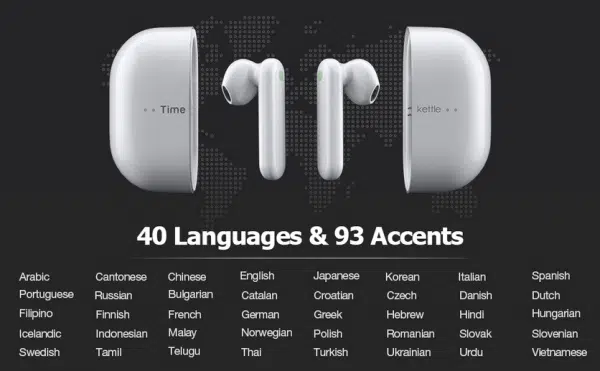 Time
kettle
40 Languages & 93 Accents
Arabic Cantonese Chinese English Japanese Korean Italian Spanish
Portuguese Russian Bulgarian Catalan Croatian Czech Danish Dutch
Filipino Finnish French German Greek Hebrew Hindi Hungarian
Icelandic Indonesian Malay Norwegian Polish Romanian Slovak Slovenian
Swedish Tamil Telugu Thai Turkish Ukrainian Urdu Vietnamese